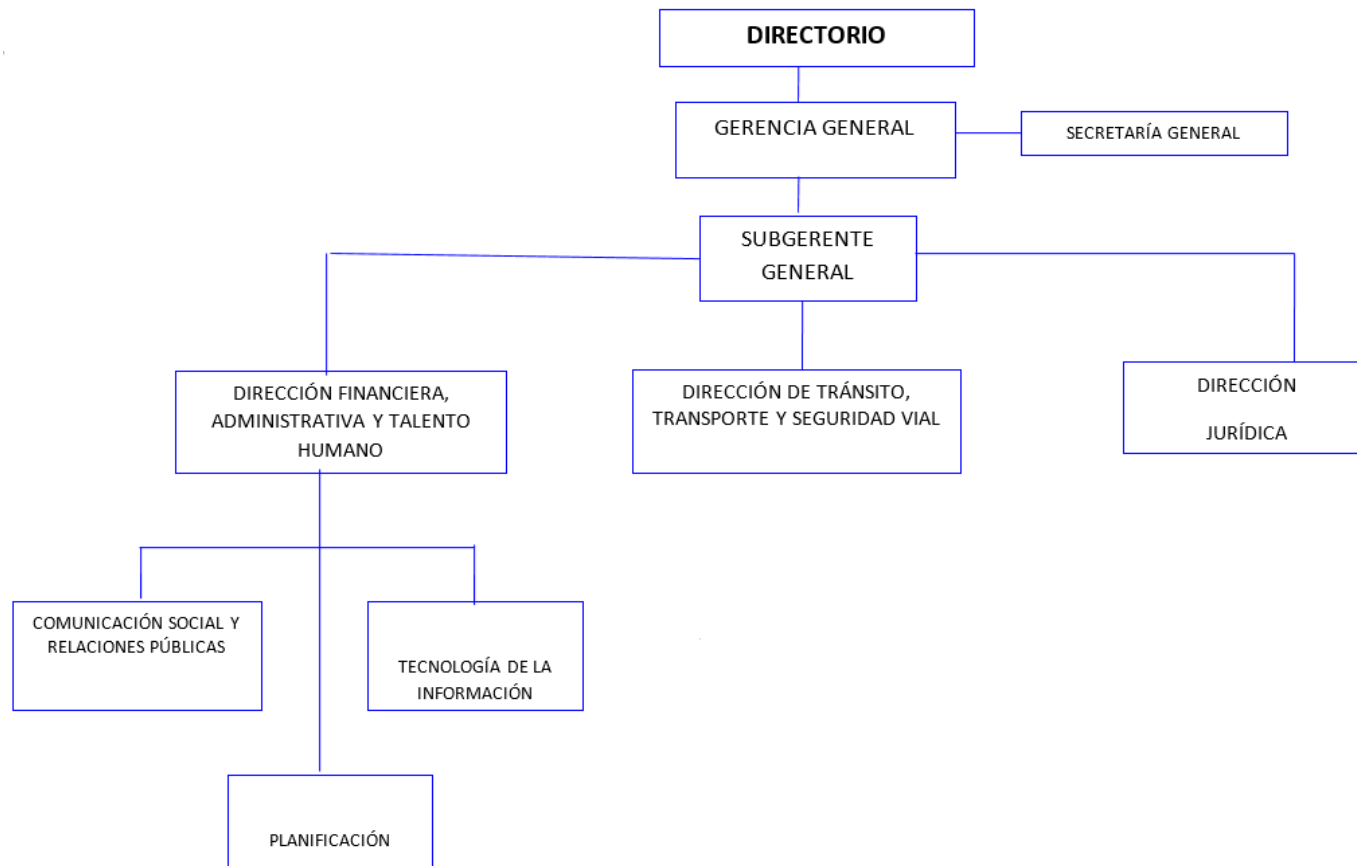 DIRECTORIO
GERENCIA GENERAL
SECRETARÍA GENERAL
SUBGERENTE
GENERAL
DIRECCIÓN FINANCIERA,
ADMINISTRATIVA Y TALENTO
HUMANO
DIRECCIÓN DE TRÁNSITO,
TRANSPORTE Y SEGURIDAD VIAL
DIRECCIÓN
JURÍDICA
COMUNICACIÓN SOCIAL Y
RELACIONES PÚBLICAS
TECNOLOGÍA DE LA
INFORMACIÓN
PLANIFICACIÓN